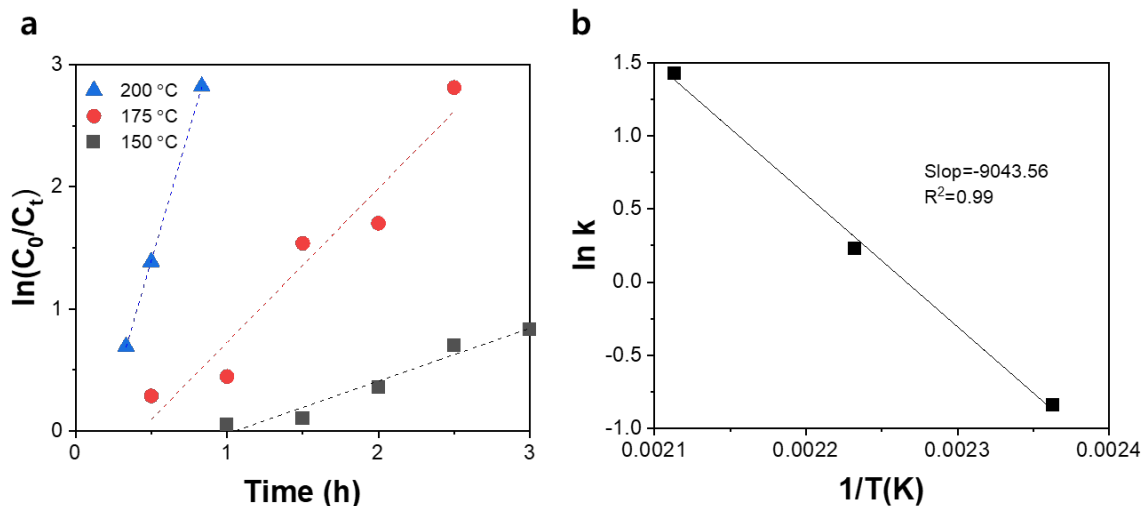 a
3
2
1
0
ln(C₀/Cₜ)
200 °C
175 °C
150 °C
0
1
2
3
Time (h)
b
1.5
1.0
0.5
0.0
-0.5
-1.0
ln k
Slop=-9043.56
R²=0.99
0.0021
0.0022
0.0023
0.0024
1/T(K)